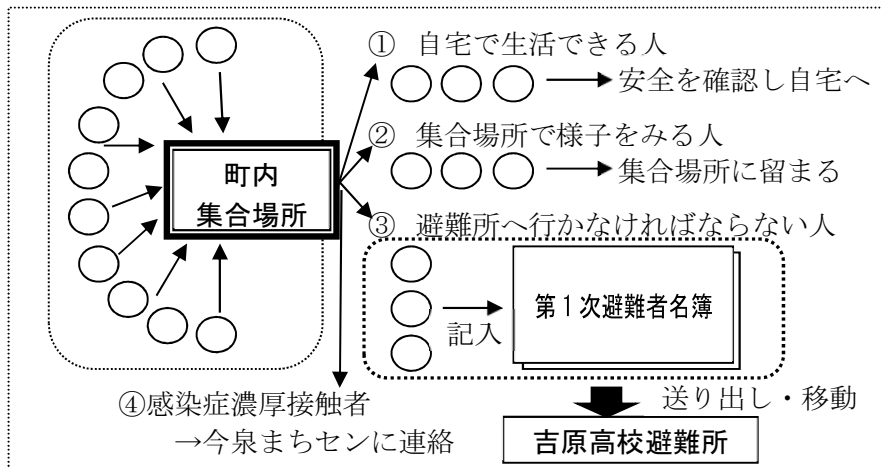 ① 自宅で生活できる人
安全を確認し自宅へ
② 集合場所で様子をみる人
集合場所に留まる
町内
集合場所
③ 避難所へ行かなければならない人
記入
第1次避難者名簿
④感染症濃厚接触者
→今泉まちセンに連絡
送り出し・移動
吉原高校避難所